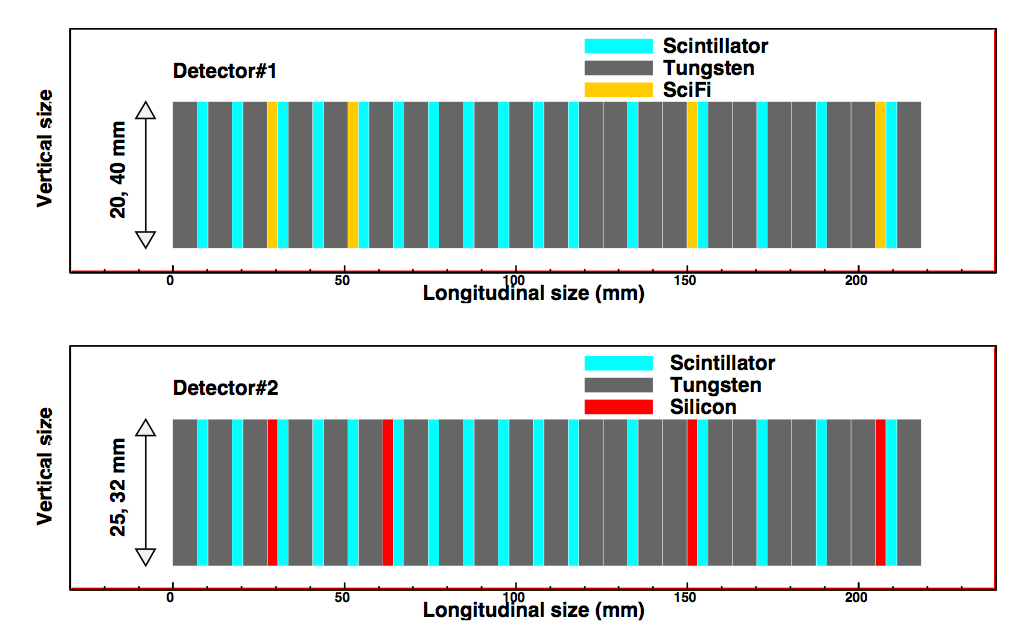 Detector#1
Scintillator
Tungsten
SciFi
Vertical size
20, 40 mm
0 50 100 150 200
Longitudinal size (mm)
Detector#2
Scintillator
Tungsten
Silicon
Vertical size
25, 32 mm
0 50 100 150 200
Longitudinal size (mm)